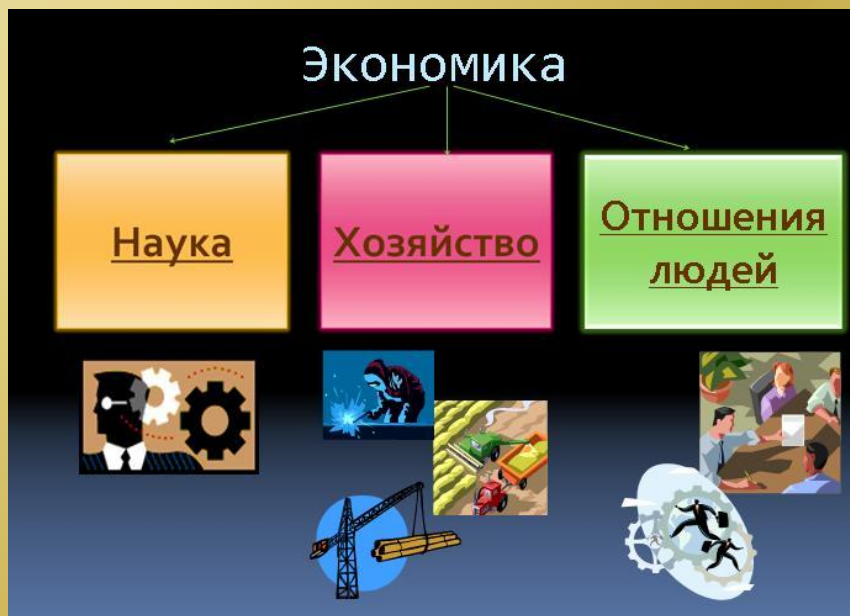 Экономика
Наука
Хозяйство
Отношения
людей